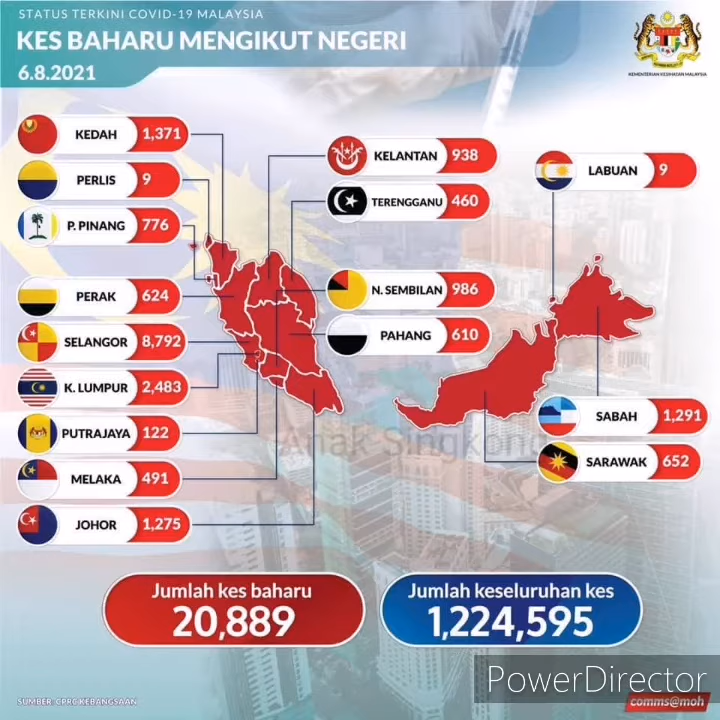 STATUS TERKINI COVID-19 MALAYSIA
KES BAHARU MENGIKUT NEGERI
6.8.2021
KEMENTERIAN KESIHATAN MALAYSIA
KEDAH 1,371
PERLIS 9
P. PINANG 776
PERAK 624
SELANGOR 8,792
K. LUMPUR 2,483
PUTRAJAYA 122
MELAKA 491
JOHOR 1,275
KELANTAN 938
TERENGGANU 460
N. SEMBILAN 986
PAHANG 610
LABUAN 9
SABAH 1,291
SARAWAK 652
Anak Singkong
Jumlah kes baharu
20,889
Jumlah keseluruhan kes
1,224,595
PowerDirector
SUMBER: CPRC KEBANGSAAN
comms@moh